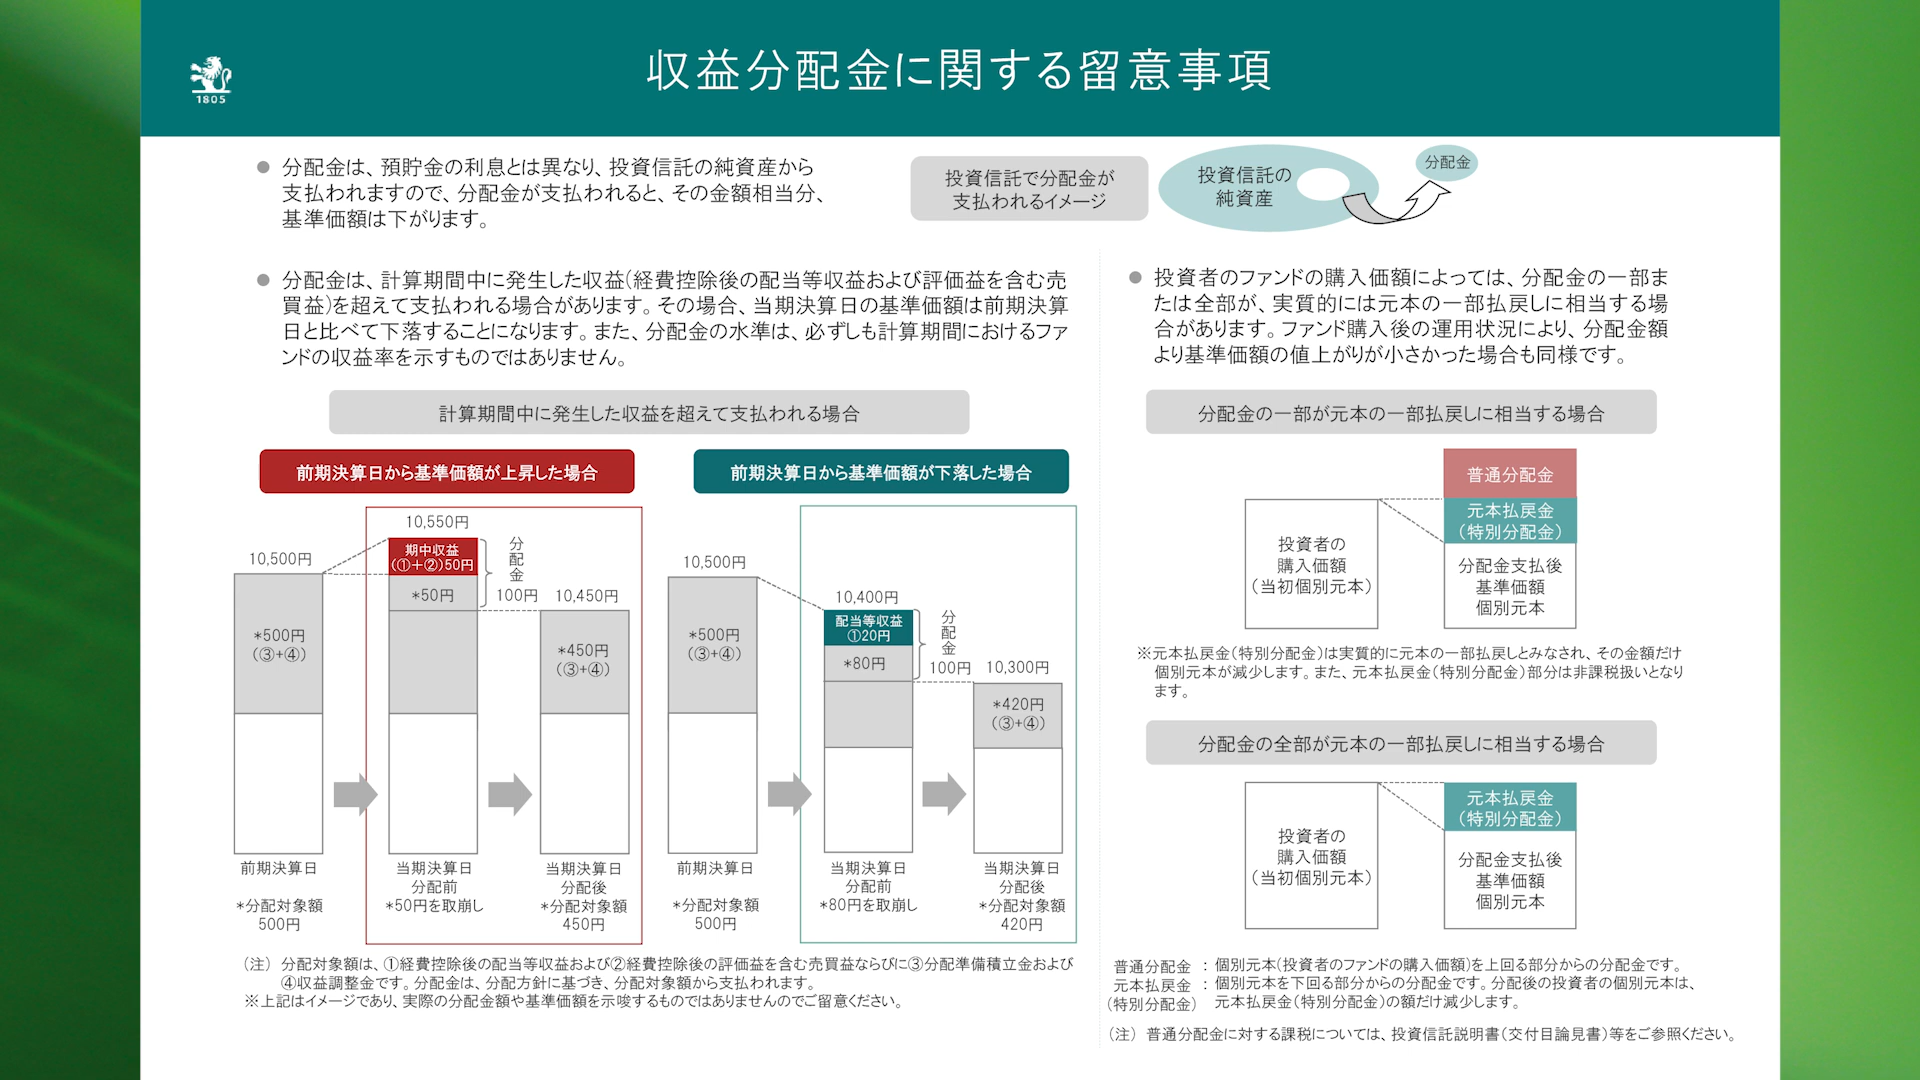 収益分配金に関する留意事項
1805
分配金は、預貯金の利息とは異なり、投資信託の純資産から
支払われますので、分配金が支払われると、その金額相当分、
基準価額は下がります。
投資信託で分配金が
支払われるイメージ
投資信託の
純資産
分配金
分配金は、計算期間中に発生した収益(経費控除後の配当等収益および評価益を含む売
買益)を超えて支払われる場合があります。その場合、当期決算日の基準価額は前期決算
日と比べて下落することになります。また、分配金の水準は、必ずしも計算期間におけるファ
ンドの収益率を示すものではありません。
計算期間中に発生した収益を超えて支払われる場合
前期決算日から基準価額が上昇した場合
10,500円
*500円
(③+④)
前期決算日
*分配対象額
500円
10,550円
期中収益
(①+②)50円
*50円
分配金
100円
当期決算日
分配前
*50円を取崩し
10,450円
*450円
(③+④)
当期決算日
分配後
*分配対象額
450円
前期決算日から基準価額が下落した場合
10,500円
*500円
(③+④)
前期決算日
*分配対象額
500円
10,400円
配当等収益
①20円
*80円
分配金
100円
当期決算日
分配前
*80円を取崩し
10,300円
*420円
(③+④)
当期決算日
分配後
*分配対象額
420円
(注) 分配対象額は、①経費控除後の配当等収益および②経費控除後の評価益を含む売買益ならびに③分配準備積立金および
④収益調整金です。分配金は、分配方針に基づき、分配対象額から支払われます。
※上記はイメージであり、実際の分配金額や基準価額を示唆するものではありませんのでご留意ください。
投資者のファンドの購入価額によっては、分配金の一部ま
たは全部が、実質的には元本の一部払戻しに相当する場
合があります。ファンド購入後の運用状況により、分配金額
より基準価額の値上がりが小さかった場合も同様です。
分配金の一部が元本の一部払戻しに相当する場合
投資者の
購入価額
(当初個別元本)
普通分配金
元本払戻金
(特別分配金)
分配金支払後
基準価額
個別元本
※元本払戻金(特別分配金)は実質的に元本の一部払戻しとみなされ、その金額だけ
個別元本が減少します。また、元本払戻金(特別分配金)部分は非課税扱いとなり
ます。
分配金の全部が元本の一部払戻しに相当する場合
投資者の
購入価額
(当初個別元本)
元本払戻金
(特別分配金)
分配金支払後
基準価額
個別元本
普通分配金 : 個別元本(投資者のファンドの購入価額)を上回る部分からの分配金です。
元本払戻金 : 個別元本を下回る部分からの分配金です。分配後の投資者の個別元本は、
(特別分配金) 元本払戻金(特別分配金)の額だけ減少します。
(注) 普通分配金に対する課税については、投資信託説明書(交付目論見書)等をご参照ください。